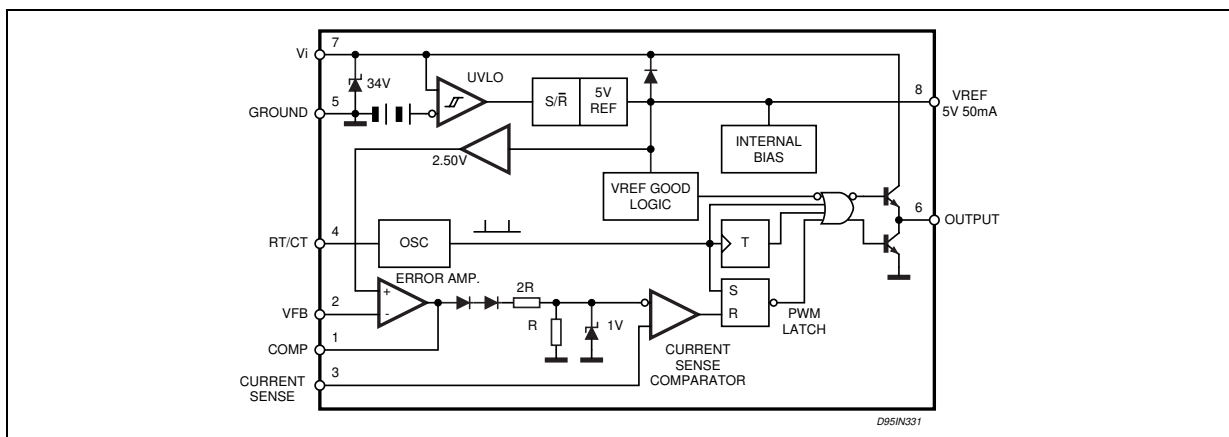 7
Vi
34V
UVLO
5
GROUND
S/R̅
5V
REF
8
VREF
5V 50mA
INTERNAL
BIAS
2.50V
VREF GOOD
LOGIC
6
OUTPUT
4
RT/CT
OSC
T
ERROR AMP.
+
-
2
VFB
2R
R
1V
S
R
PWM
LATCH
1
COMP
CURRENT
SENSE
COMPARATOR
3
CURRENT
SENSE
D95IN331